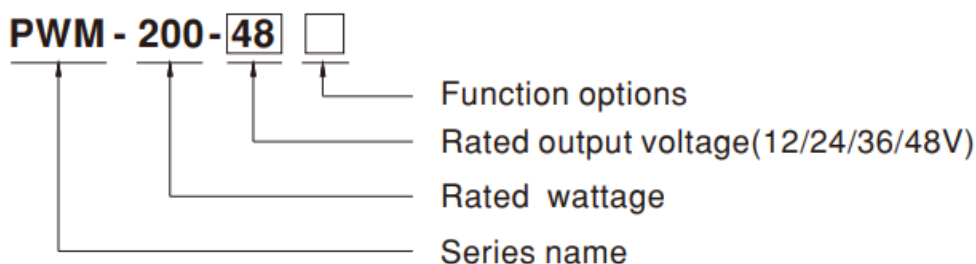 PWM - 200 - 48
Function options
Rated output voltage(12/24/36/48V)
Rated wattage
Series name